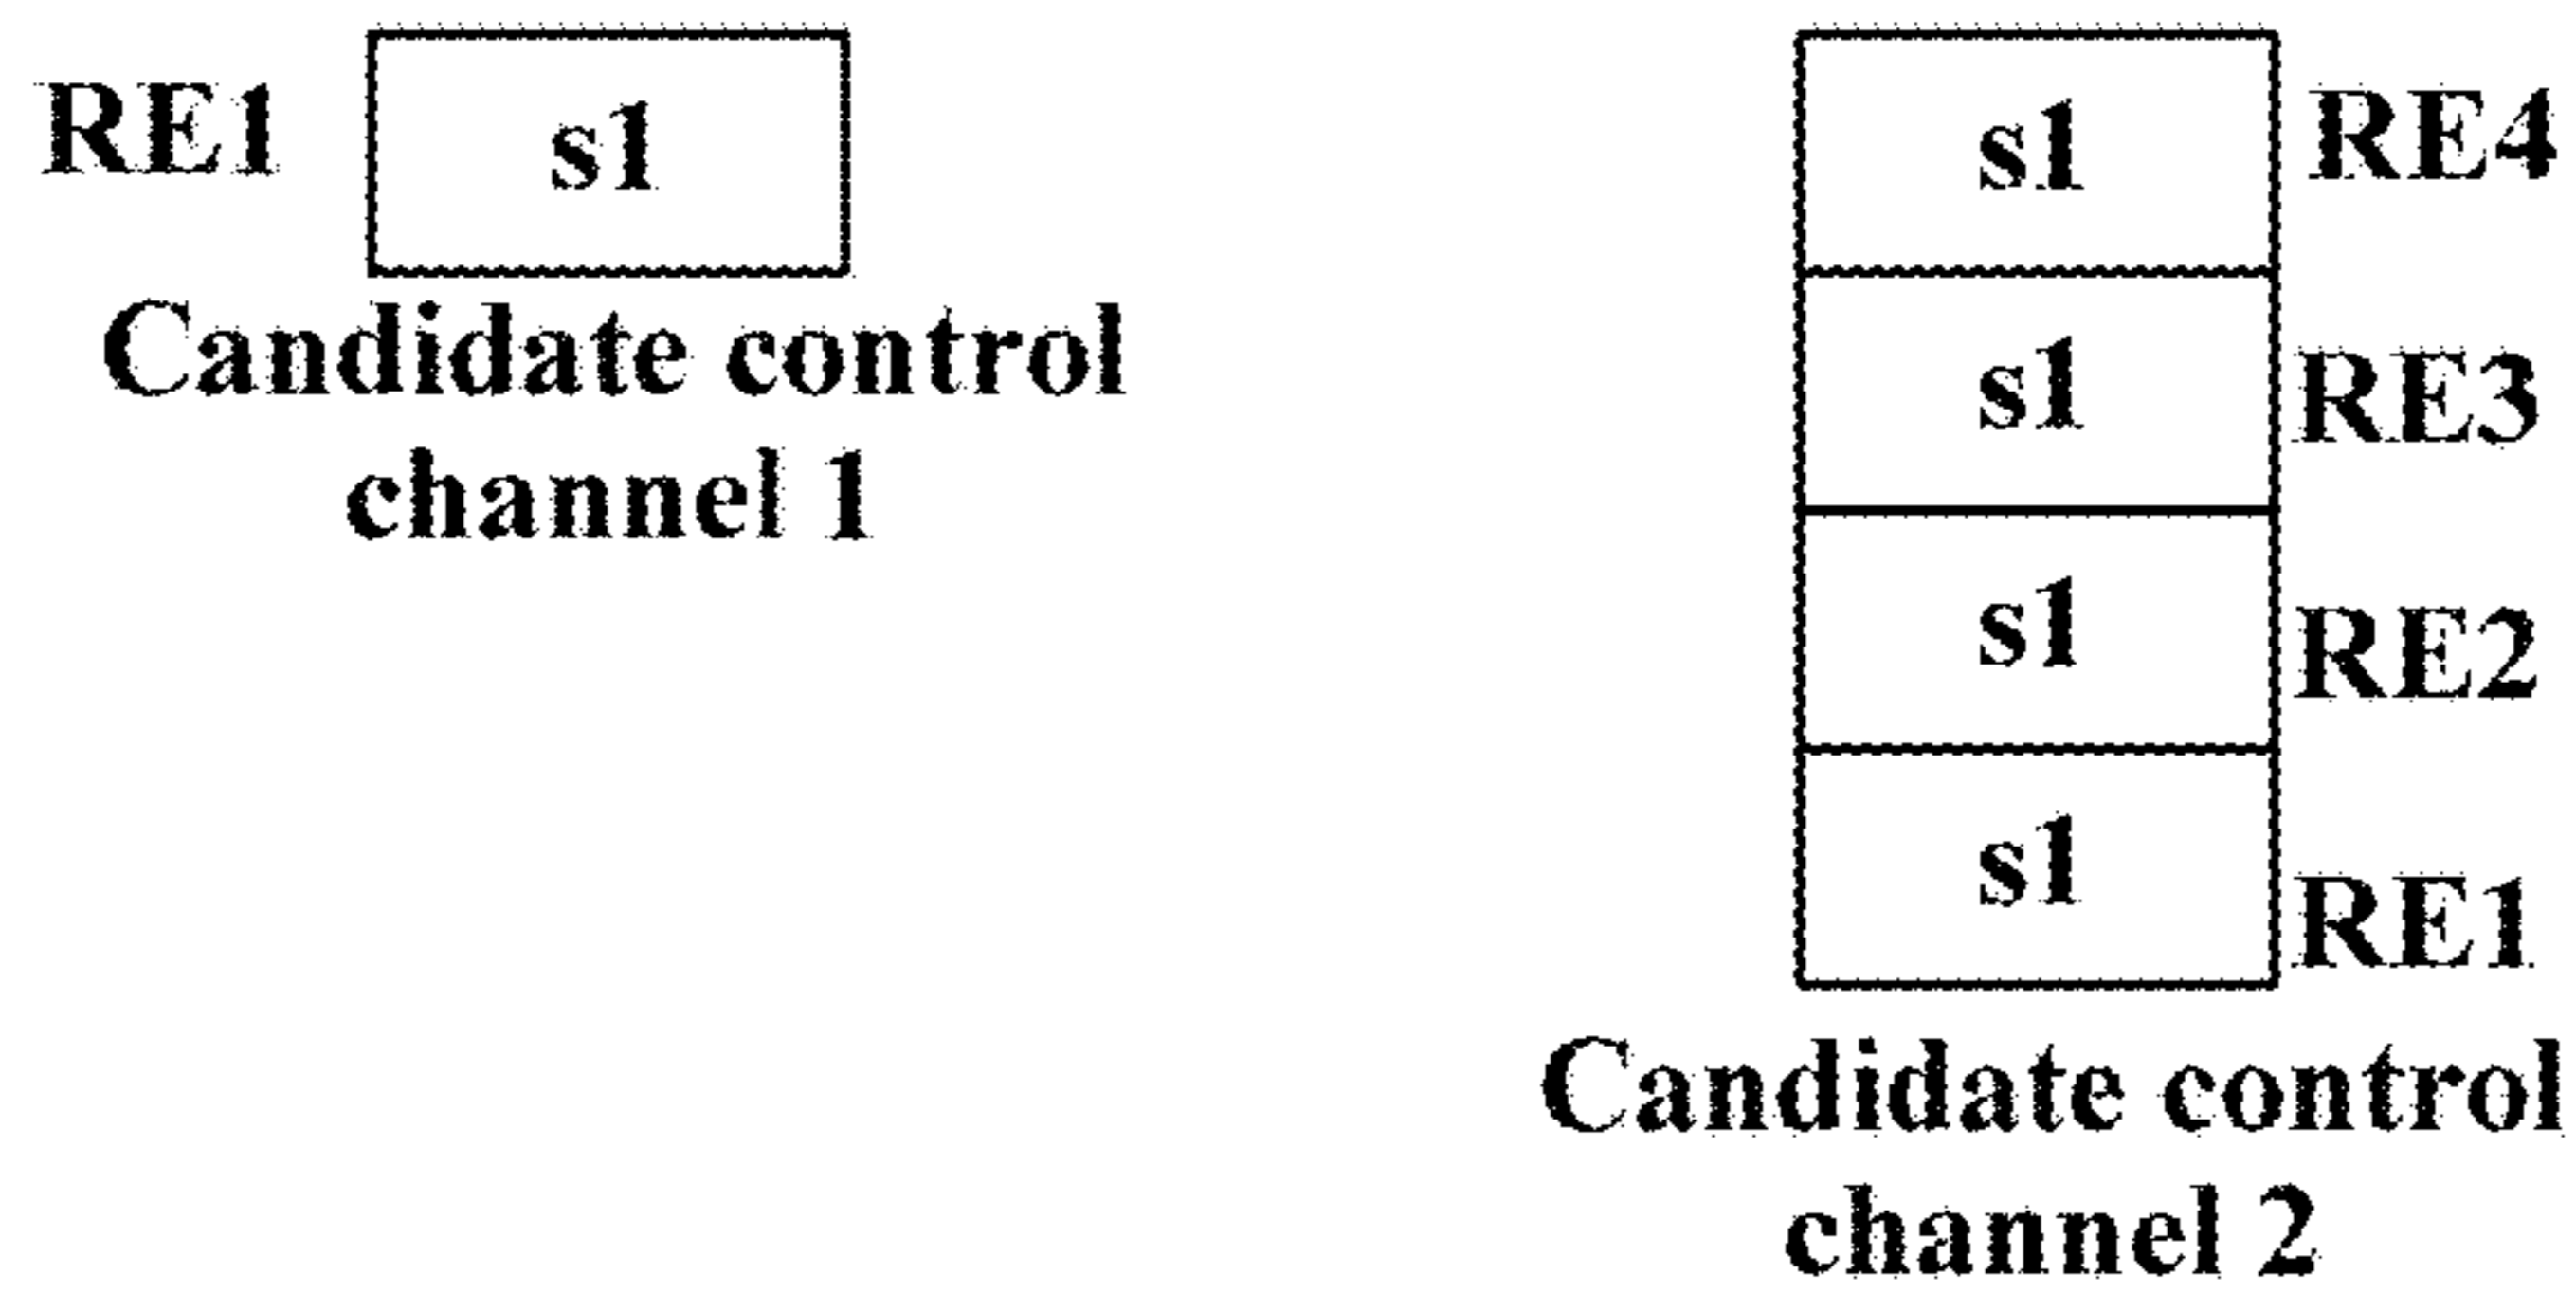 RE1 s1
Candidate control
channel 1
s1 RE4
s1 RE3
s1 RE2
s1 RE1
Candidate control
channel 2